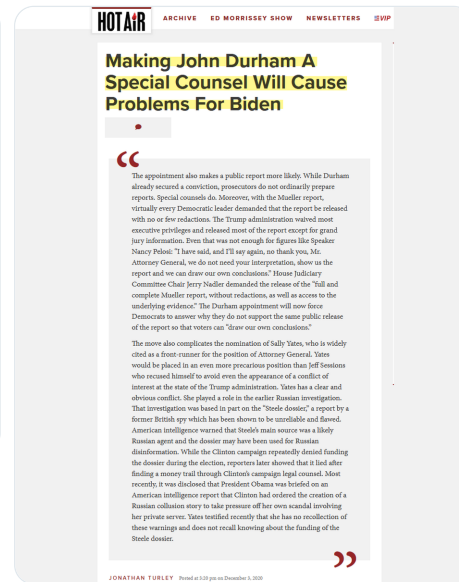 HOT AIR ARCHIVE ED MORRISSEY SHOW NEWSLETTERS VIP
Making John Durham A
Special Counsel Will Cause
Problems For Biden
“
The appointment also makes a public report more likely. While Durham
already secured a conviction, prosecutors do not ordinarily prepare
reports. Special counsels do. Moreover, with the Mueller report,
virtually every Democratic leader demanded that the report be released
with no or few redactions. The Trump administration waived most
executive privileges and released most of the report except for grand
jury information. Even that was not enough for figures like Speaker
Nancy Pelosi: “I have said, and I’ll say again, no thank you, Mr.
Attorney General, we do not need your interpretation, show us the
report and we can draw our own conclusions.” House Judiciary
Committee Chair Jerry Nadler demanded the release of the “full and
complete Mueller report, without redactions, as well as access to the
underlying evidence.” The Durham appointment will now force
Democrats to answer why they do not support the same public release
of the report so that voters can “draw our own conclusions.”
The move also complicates the nomination of Sally Yates, who is widely
cited as a front-runner for the position of Attorney General. Yates
would be placed in an even more precarious position than Jeff Sessions
who recused himself to avoid even the appearance of a conflict of
interest at the state of the Trump administration. Yates has a clear and
obvious conflict. She played a role in the earlier Russian investigation.
That investigation was based in part on the “Steele dossier,” a report by a
former British spy which has been shown to be unreliable and flawed.
American intelligence warned that Steele’s main source was a likely
Russian agent and the dossier may have been used for Russian
disinformation. While the Clinton campaign repeatedly denied funding
the dossier during the election, reporters later showed that it lied after
finding a money trail through Clinton’s campaign legal counsel. Most
recently, it was disclosed that President Obama was briefed on an
American intelligence report that Clinton had ordered the creation of a
Russian collusion story to take pressure off her own scandal involving
her private server. Yates testified recently that she has no recollection of
these warnings and does not recall knowing about the funding of the
Steele dossier.
”
JONATHAN TURLEY Posted at 3:20 pm on December 3, 2020